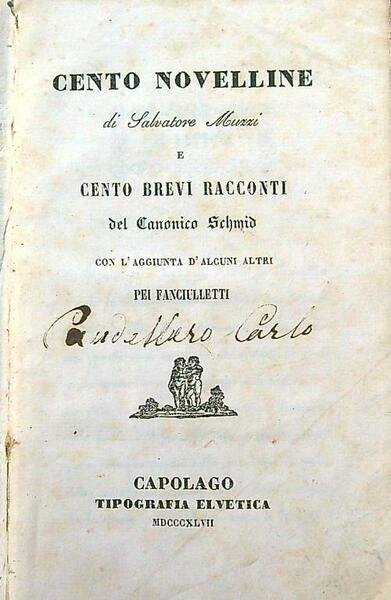 CENTO NOVELLINE
di Salvatore Muzzi
E
CENTO BREVI RACCONTI
del Canonico Schmid
CON L'AGGIUNTA D'ALCUNI ALTRI
PEI FANCIULLETTI
Carlo
CAPOLAGO
TIPOGRAFIA ELVETICA
MDCCCXLVII